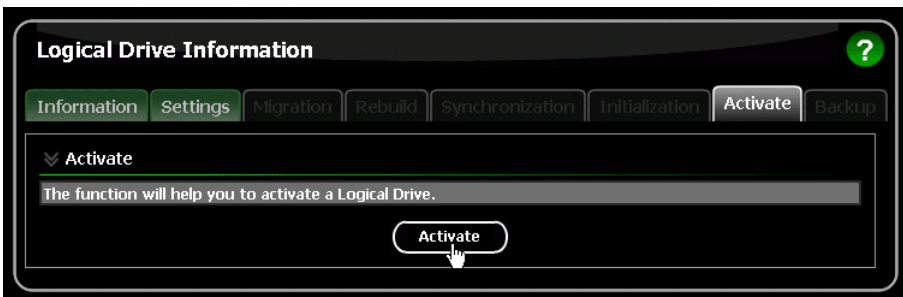 Logical Drive Information
?
Information Settings Migration Rebuild Synchronization Initialization Activate Backup
Activate
The function will help you to activate a Logical Drive.
Activate